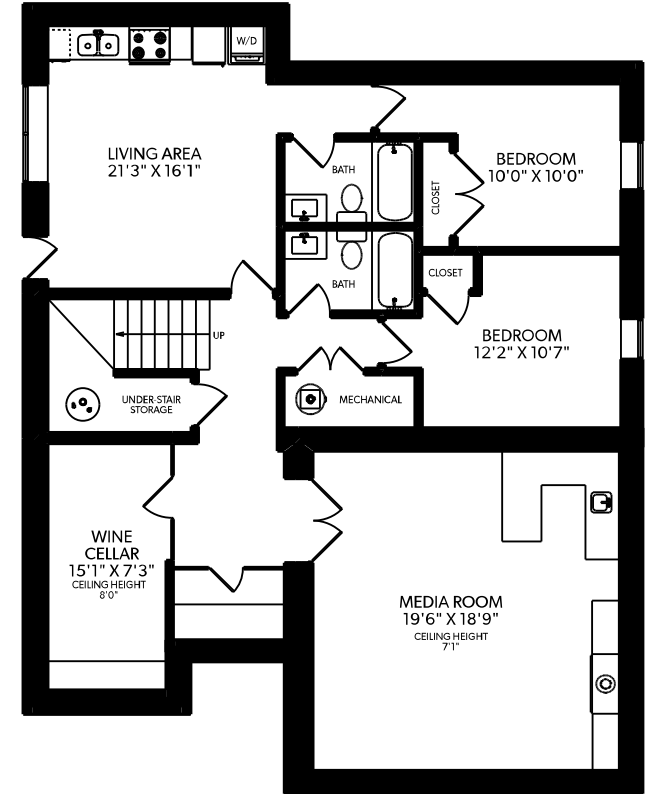 W/D
LIVING AREA
21'3" X 16'1"
BATH
CLOSET
BEDROOM
10'0" X 10'0"
BATH
CLOSET
UP
BEDROOM
12'2" X 10'7"
UNDER-STAIR
STORAGE
MECHANICAL
WINE
CELLAR
15'1" X 7'3"
CEILING HEIGHT
8'0"
MEDIA ROOM
19'6" X 18'9"
CEILING HEIGHT
7'1"